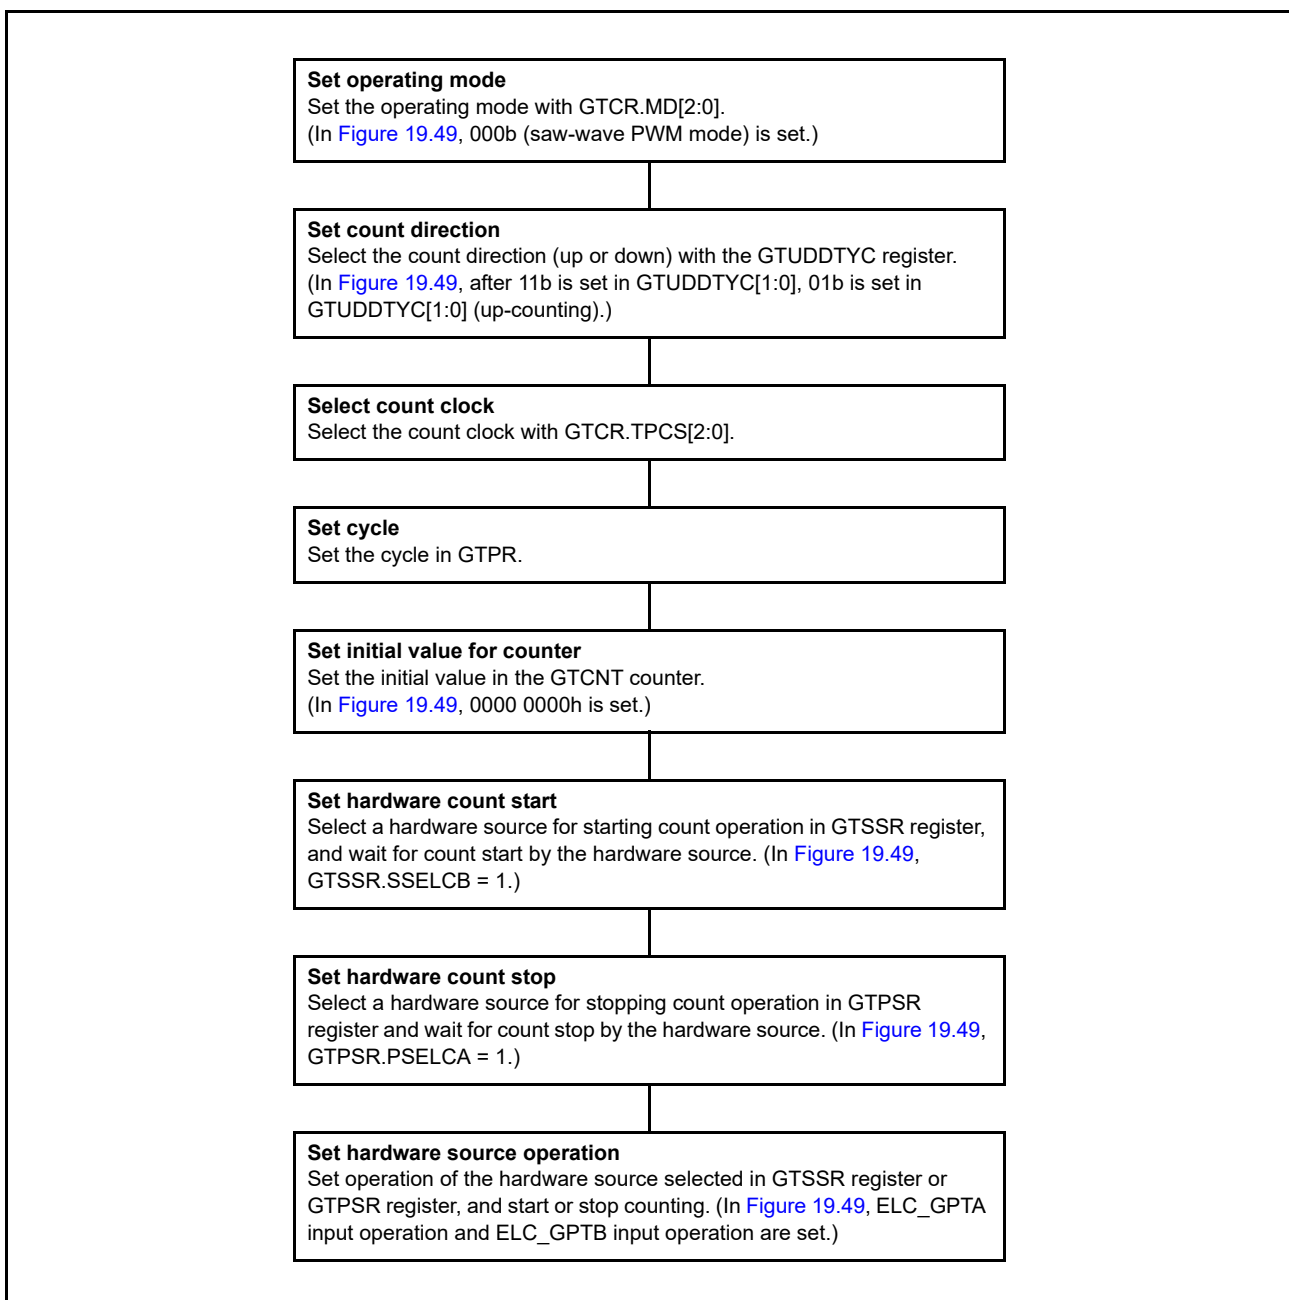 Set operating mode
Set the operating mode with GTCR.MD[2:0].
(In Figure 19.49, 000b (saw-wave PWM mode) is set.)
Set count direction
Select the count direction (up or down) with the GTUDDTYC register.
(In Figure 19.49, after 11b is set in GTUDDTYC[1:0], 01b is set in
GTUDDTYC[1:0] (up-counting).)
Select count clock
Select the count clock with GTCR.TPCS[2:0].
Set cycle
Set the cycle in GTPR.
Set initial value for counter
Set the initial value in the GTCNT counter.
(In Figure 19.49, 0000 0000h is set.)
Set hardware count start
Select a hardware source for starting count operation in GTSSR register,
and wait for count start by the hardware source. (In Figure 19.49,
GTSSR.SSELCB = 1.)
Set hardware count stop
Select a hardware source for stopping count operation in GTPSR
register and wait for count stop by the hardware source. (In Figure 19.49,
GTPSR.PSELCA = 1.)
Set hardware source operation
Set operation of the hardware source selected in GTSSR register or
GTPSR register, and start or stop counting. (In Figure 19.49, ELC_GPTA
input operation and ELC_GPTB input operation are set.)